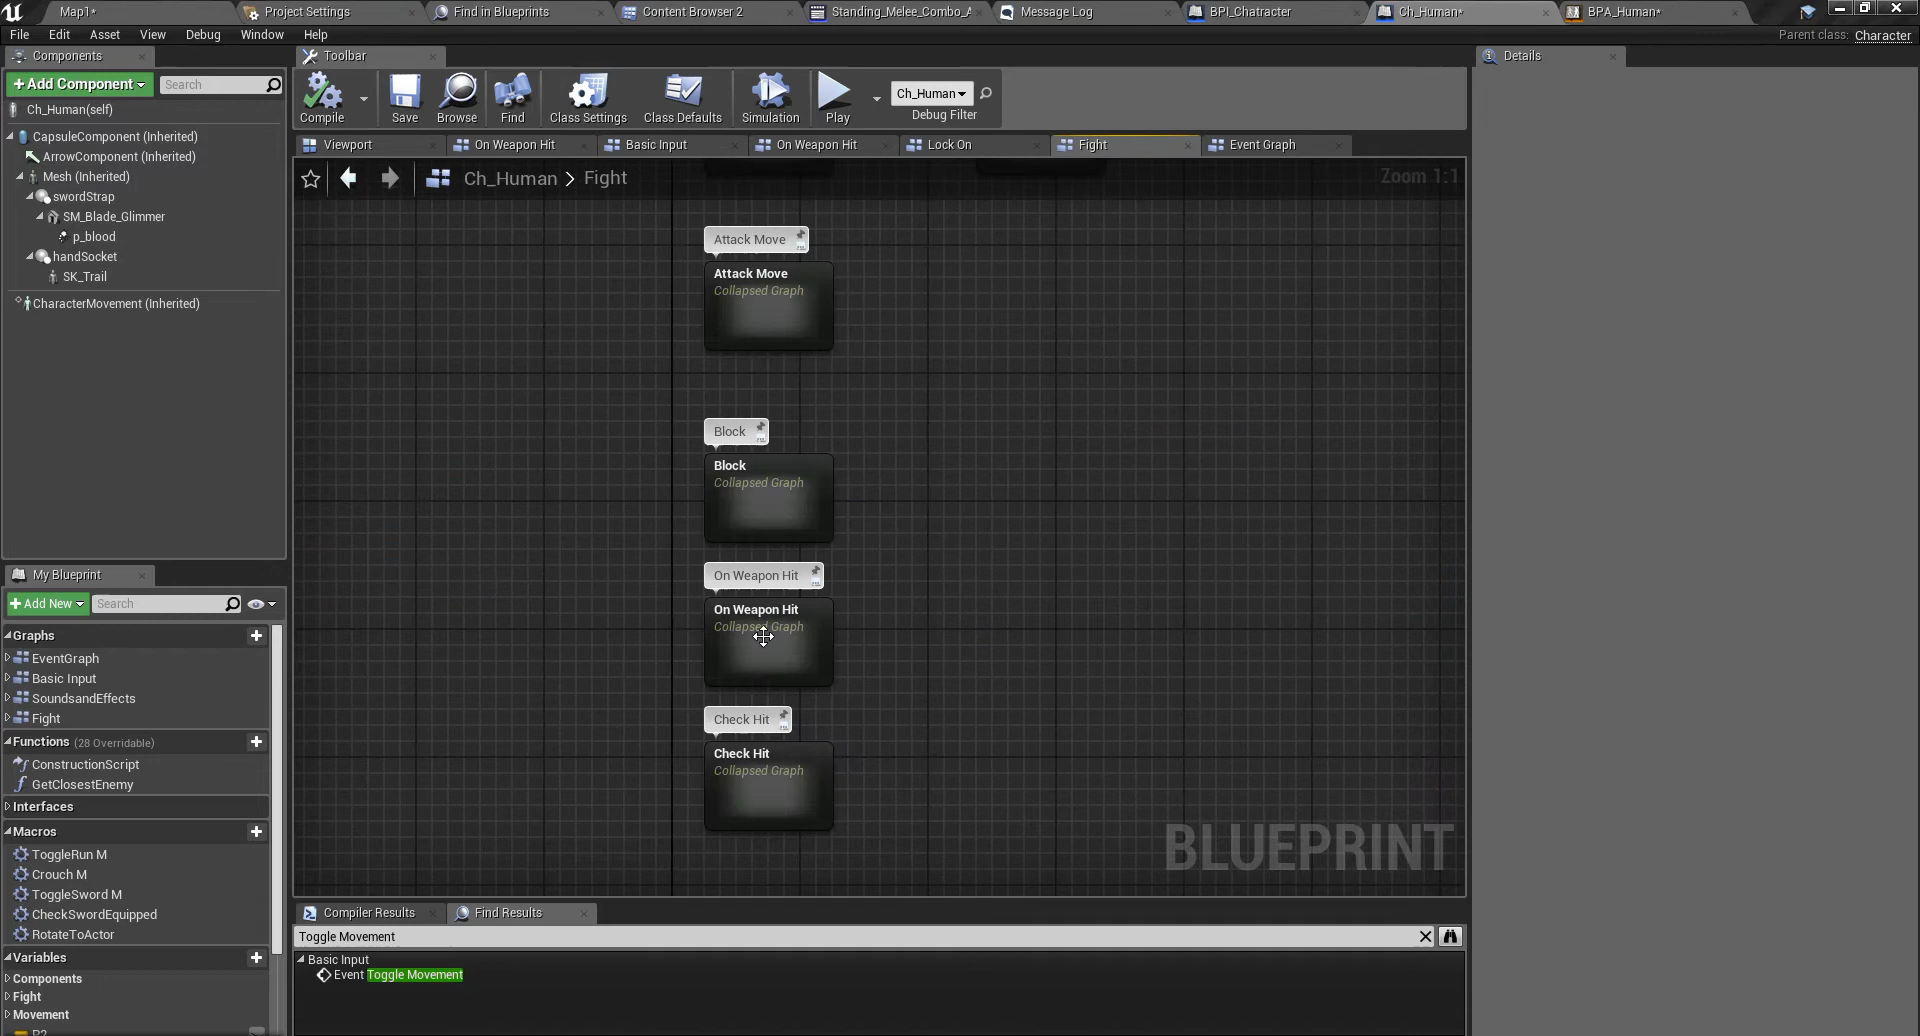 Map1*
Project Settings
Find in Blueprints
Content Browser 2
Standing_Melee_Combo_A
Message Log
BPI_Chatracter
Ch_Human*
BPA_Human*
File Edit Asset View Debug Window Help
Parent class: Character
Components
Toolbar
Details
+Add Component
Search
Ch_Human(self)
CapsuleComponent (Inherited)
ArrowComponent (Inherited)
Mesh (Inherited)
swordStrap
SM_Blade_Glimmer
p_blood
handSocket
SK_Trail
CharacterMovement (Inherited)
Compile
Save
Browse
Find
Class Settings
Class Defaults
Simulation
Play
Ch_Human
Debug Filter
Viewport
On Weapon Hit
Basic Input
On Weapon Hit
Lock On
Fight
Event Graph
Ch_Human > Fight
Zoom 1:1
Attack Move
Attack Move
Collapsed Graph
Block
Block
Collapsed Graph
On Weapon Hit
On Weapon Hit
Collapsed Graph
Check Hit
Check Hit
Collapsed Graph
BLUEPRINT
My Blueprint
+Add New
Search
Graphs
EventGraph
Basic Input
SoundsandEffects
Fight
Functions (28 Overridable)
ConstructionScript
GetClosestEnemy
Interfaces
Macros
ToggleRun M
Crouch M
ToggleSword M
CheckSwordEquipped
RotateToActor
Variables
Components
Fight
Movement
Compiler Results
Find Results
Toggle Movement
Basic Input
Event Toggle Movement